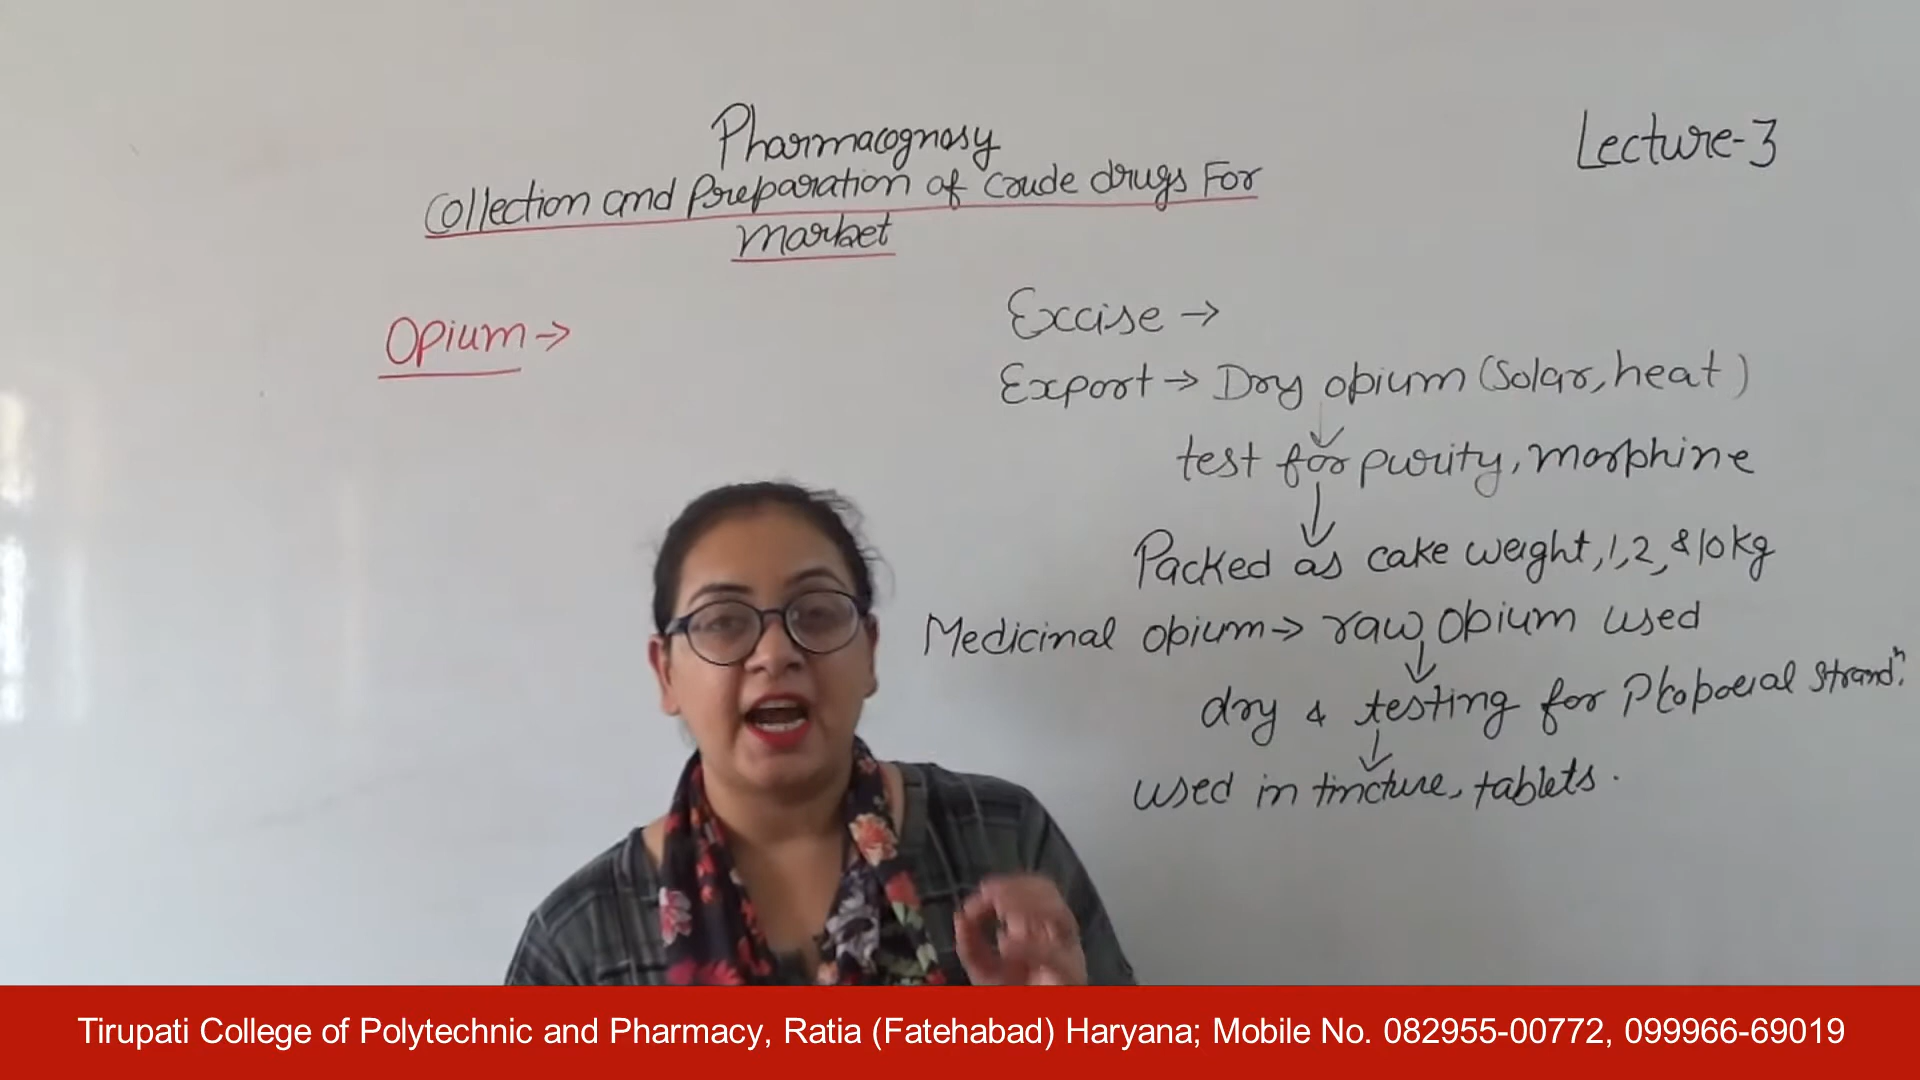 Pharmacognosy
Lecture-3
Collection and Preparation of Crude drugs For
market
Opium →
Excise →
Export → Dry opium (Solar, heat)
test for purity, morphine
Packed as cake weight, 1, 2, & 10 kg
Medicinal opium → raw opium used
dry & testing for
used in tincture, tablets.
Tirupati College of Polytechnic and Pharmacy, Ratia (Fatehabad) Haryana; Mobile No. 082955-00772, 099966-69019